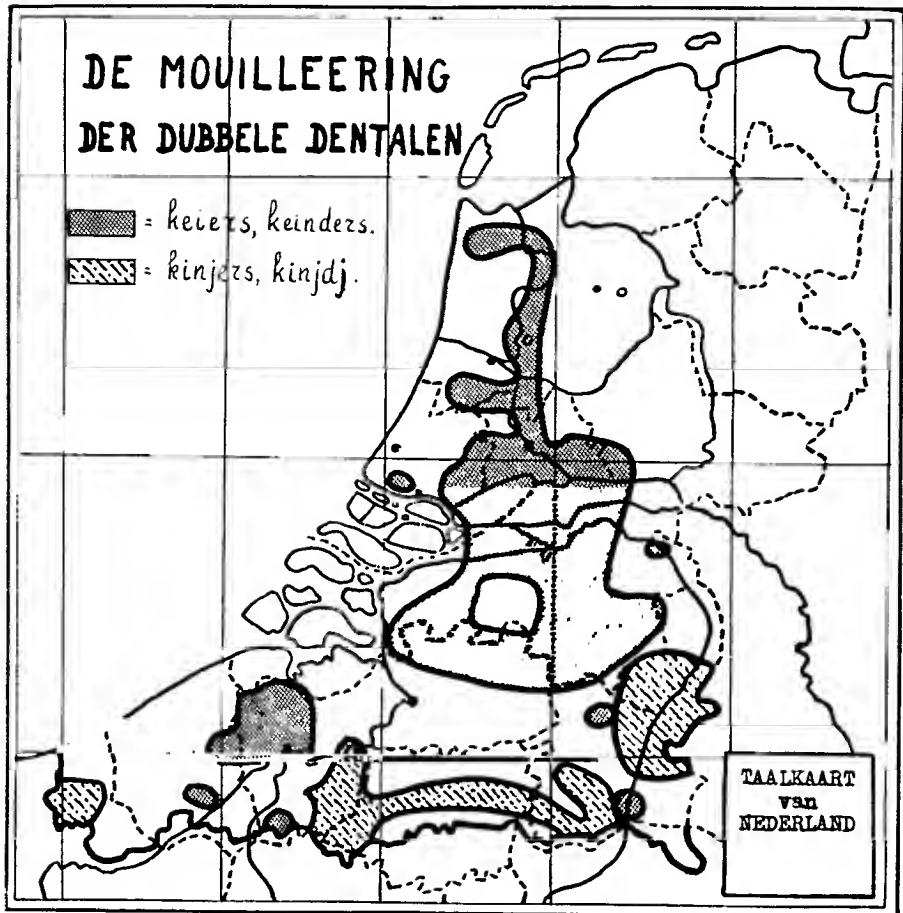 DE MOUILLEERING
DER DUBBELE DENTALEN
= keiers, keinders.
= kinjers, kinjdj.
TAALKAART
van
NEDERLAND